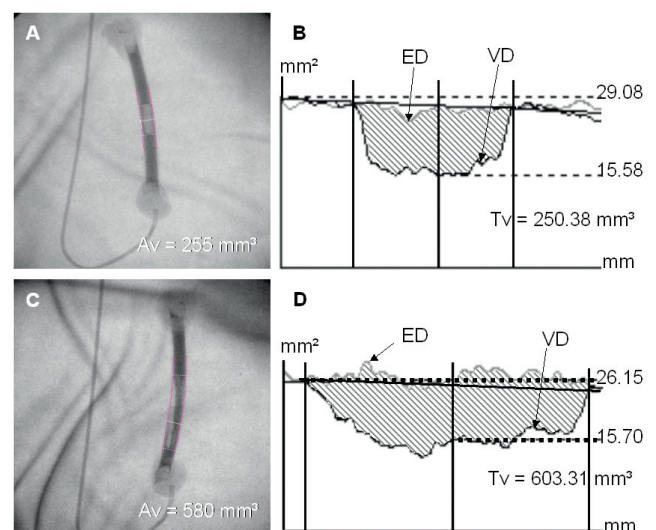 A
Av = 255 mm³
B
mm²
ED
VD
29.08
15.58
Tv = 250.38 mm³
mm
C
Av = 580 mm³
D
mm²
ED
VD
26.15
15.70
Tv = 603.31 mm³
mm